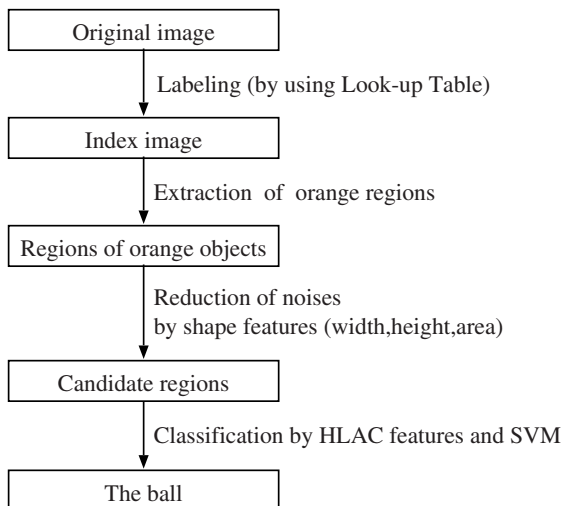 Original image
Labeling (by using Look-up Table)
Index image
Extraction of orange regions
Regions of orange objects
Reduction of noises
by shape features (width,height,area)
Candidate regions
Classification by HLAC features and SVM
The ball